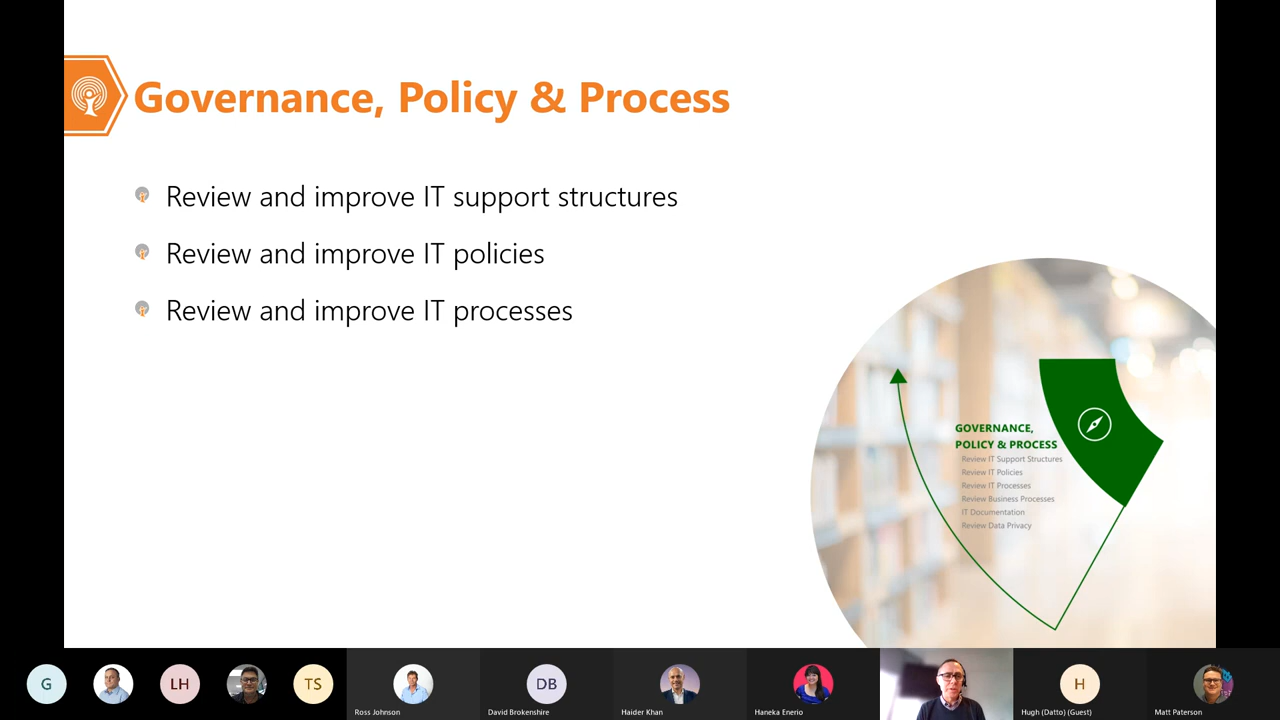 Governance, Policy & Process
Review and improve IT support structures
Review and improve IT policies
Review and improve IT processes
GOVERNANCE,
POLICY & PROCESS
Review IT Support Structures
Review IT Policies
Review IT Processes
Review Business Processes
IT Documentation
Review Data Privacy
G
LH
TS
Ross Johnson
DB
David Brokenshire
Haider Khan
Haneka Enerio
H
Hugh (Datto) (Guest)
Matt Paterson